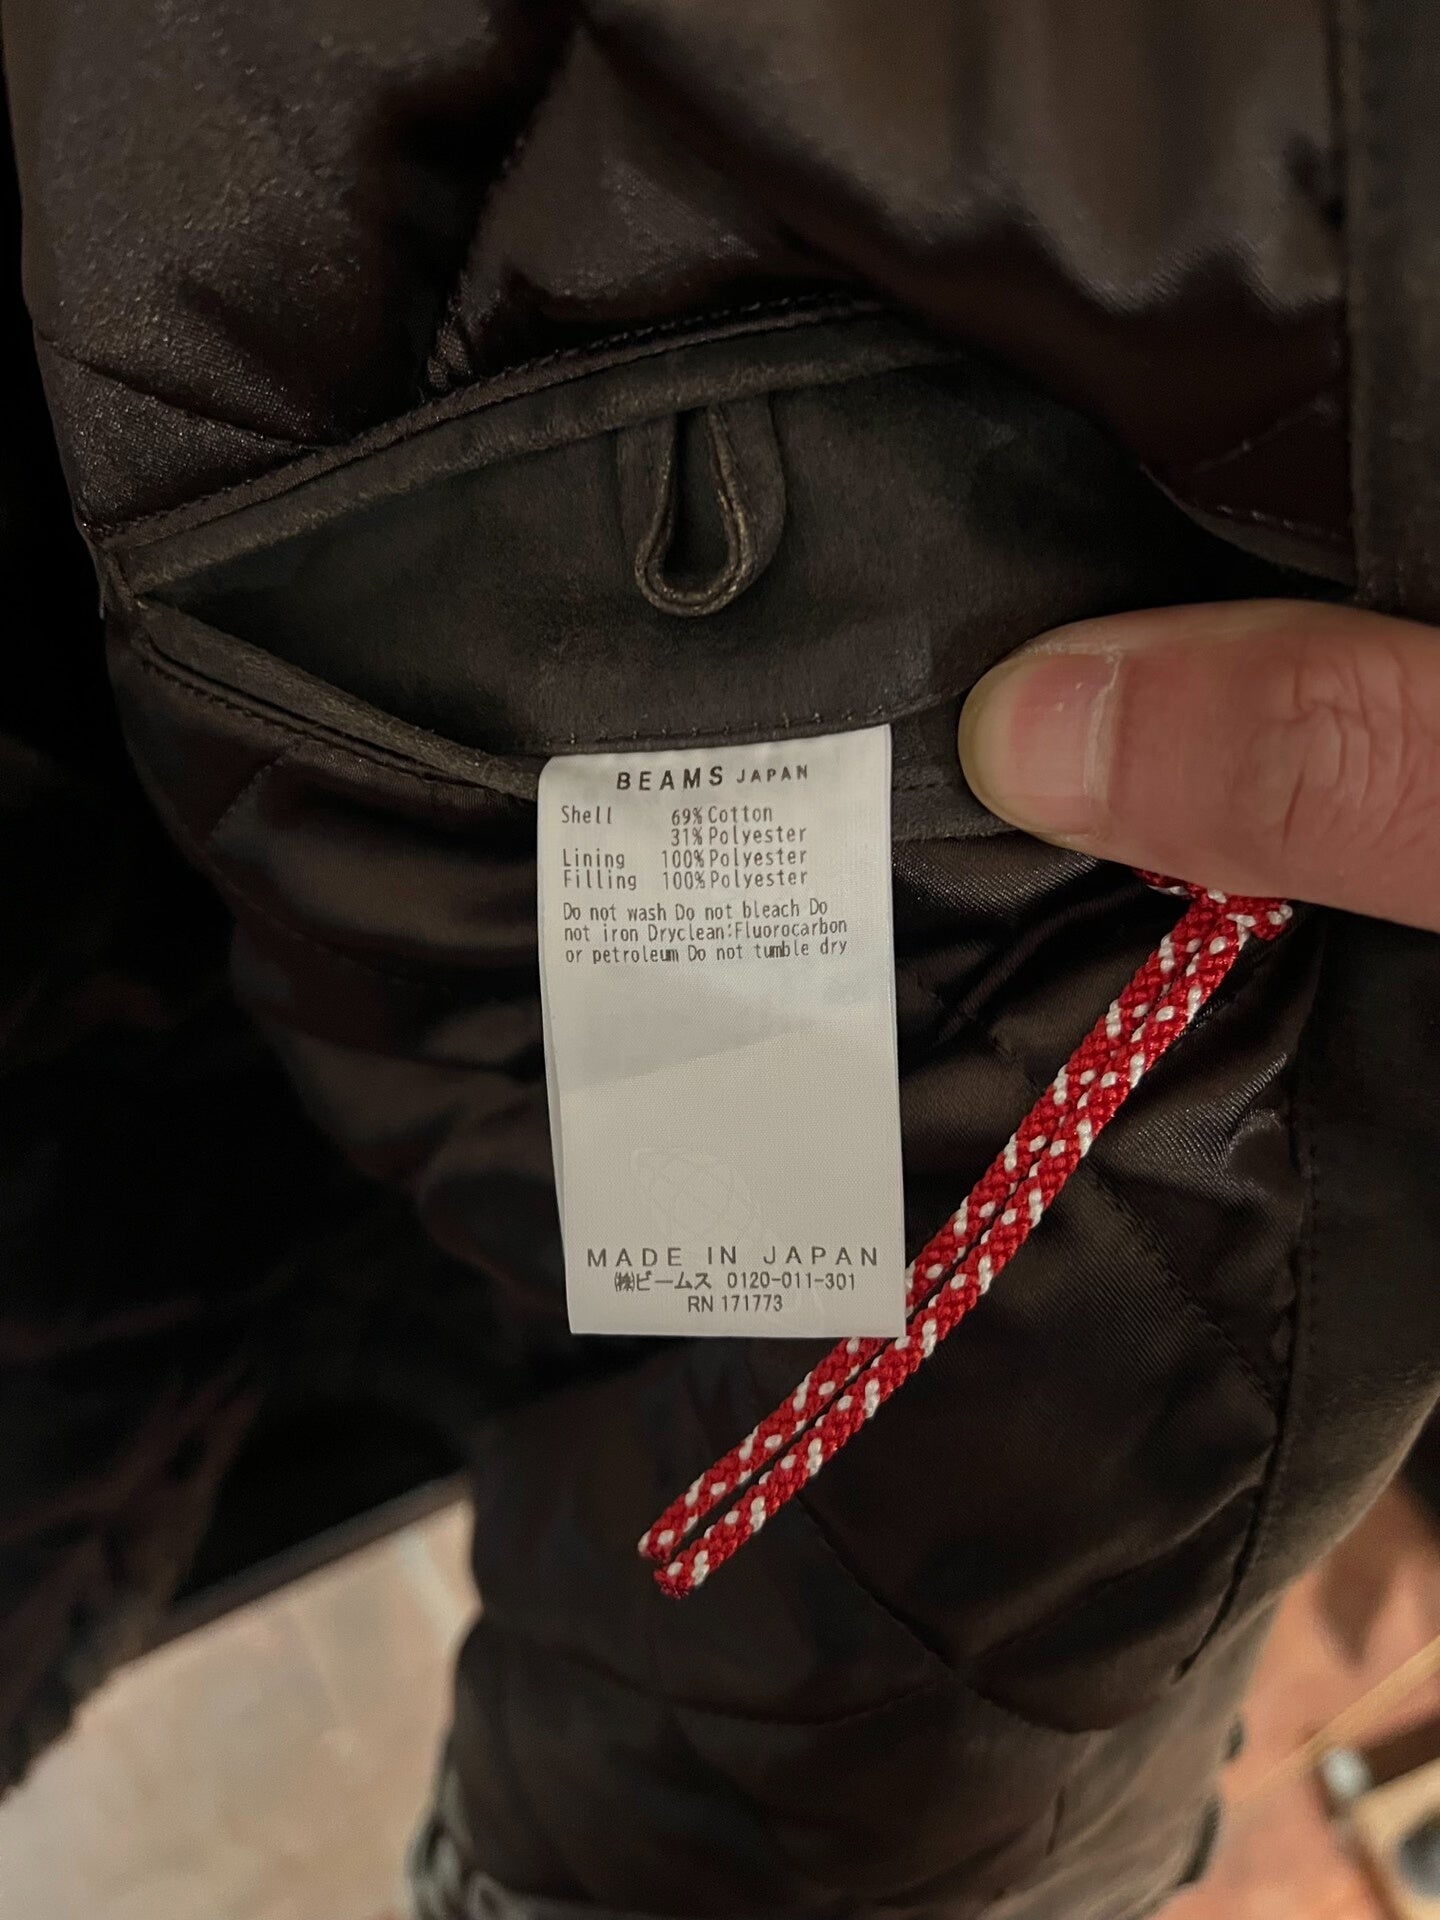 BEAMS JAPAN
Shell 69% Cotton
31% Polyester
Lining 100% Polyester
Filling 100% Polyester
Do not wash Do not bleach Do
not iron Dryclean:Fluorocarbon
or petroleum Do not tumble dry
MADE IN JAPAN
㈱ビームス 0120-011-301
RN 171773